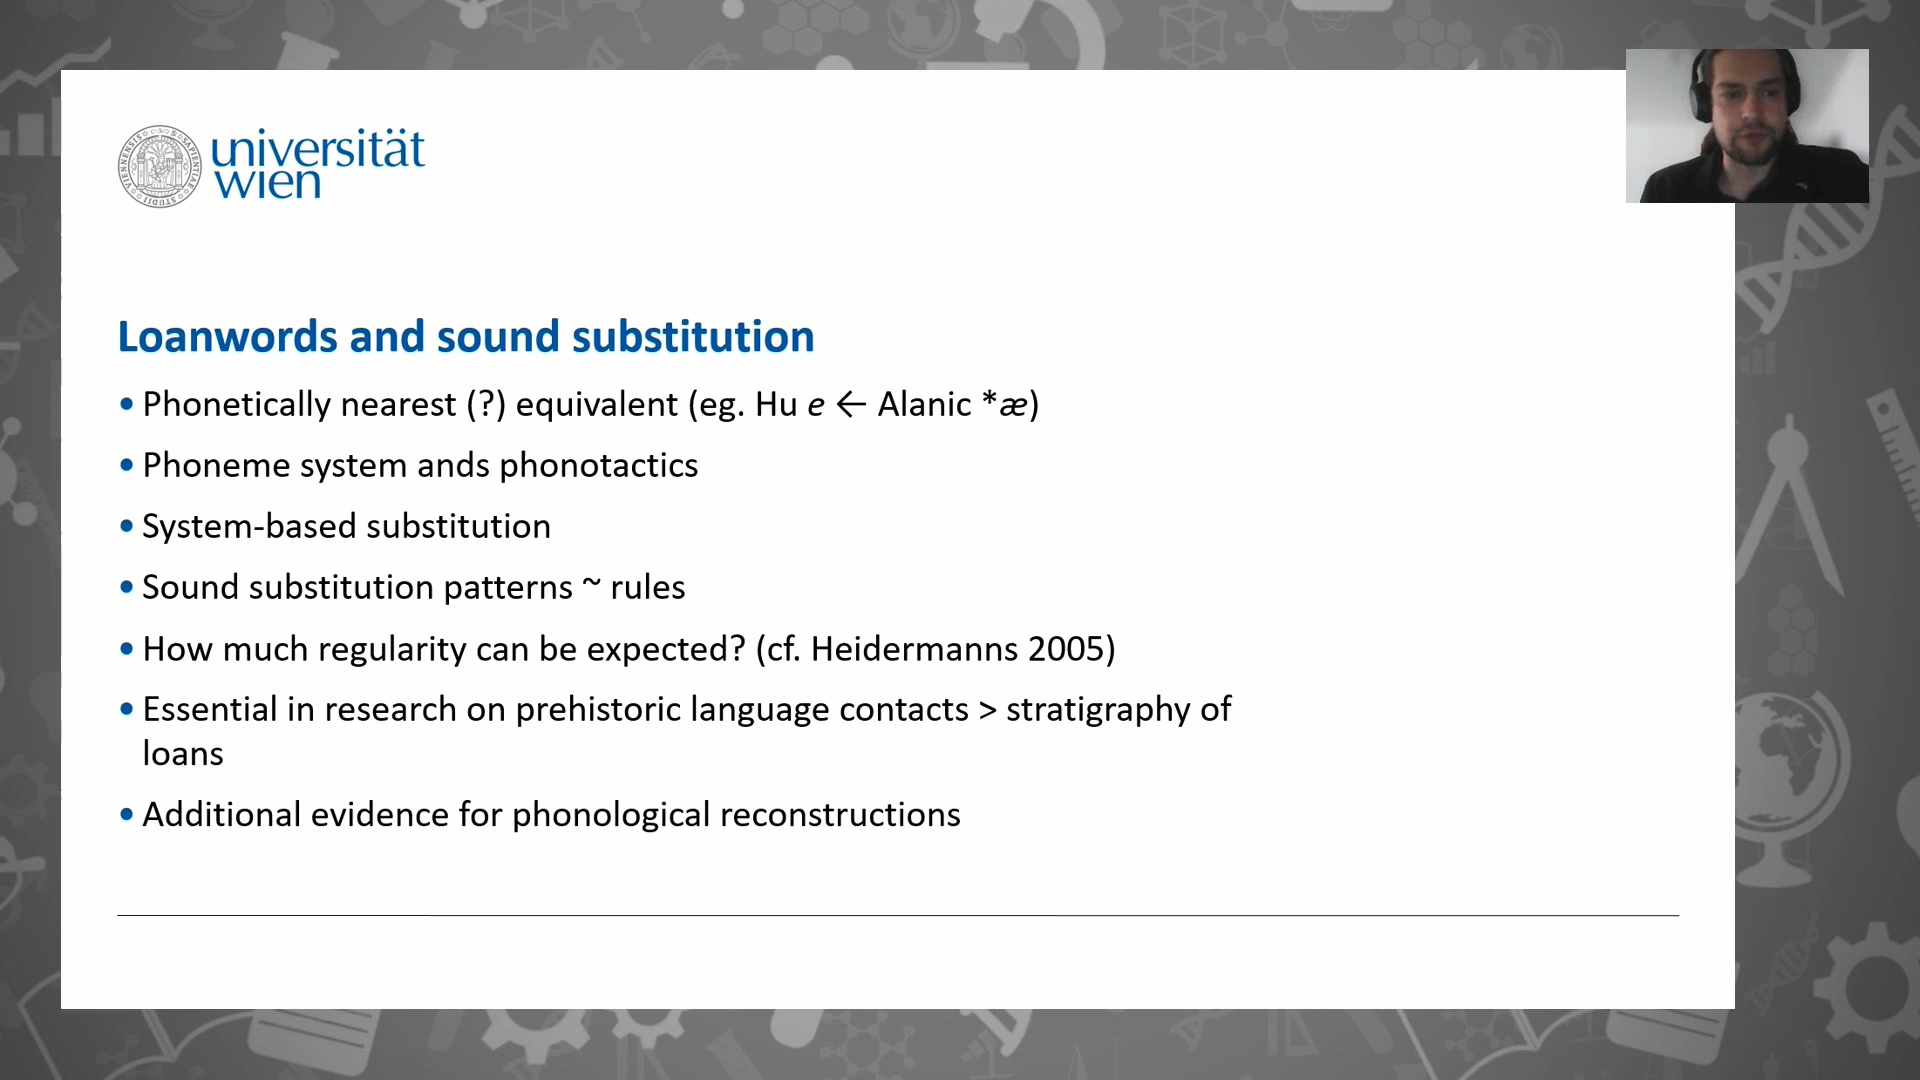 universität
wien
Loanwords and sound substitution
• Phonetically nearest (?) equivalent (eg. Hu e ← Alanic *æ)
• Phoneme system ands phonotactics
• System-based substitution
• Sound substitution patterns ~ rules
• How much regularity can be expected? (cf. Heidermanns 2005)
• Essential in research on prehistoric language contacts > stratigraphy of
loans
• Additional evidence for phonological reconstructions